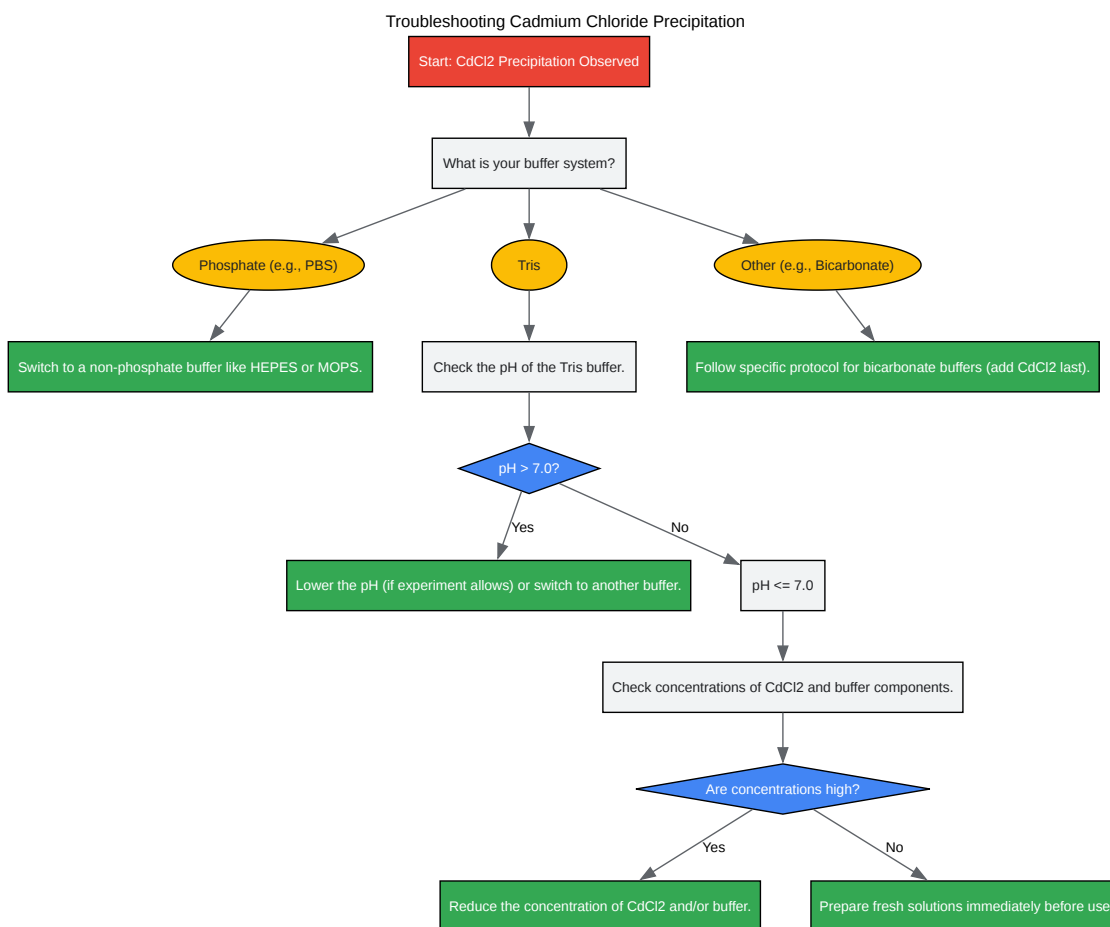 Troubleshooting Cadmium Chloride Precipitation
Start: CdCl2 Precipitation Observed
What is your buffer system?
Phosphate (e.g., PBS)
Tris
Other (e.g., Bicarbonate)
Switch to a non-phosphate buffer like HEPES or MOPS.
Check the pH of the Tris buffer.
Follow specific protocol for bicarbonate buffers (add CdCl2 last).
pH > 7.0?
Yes
No
Lower the pH (if experiment allows) or switch to another buffer.
pH <= 7.0
Check concentrations of CdCl2 and buffer components.
Are concentrations high?
Yes
No
Reduce the concentration of CdCl2 and/or buffer.
Prepare fresh solutions immediately before use